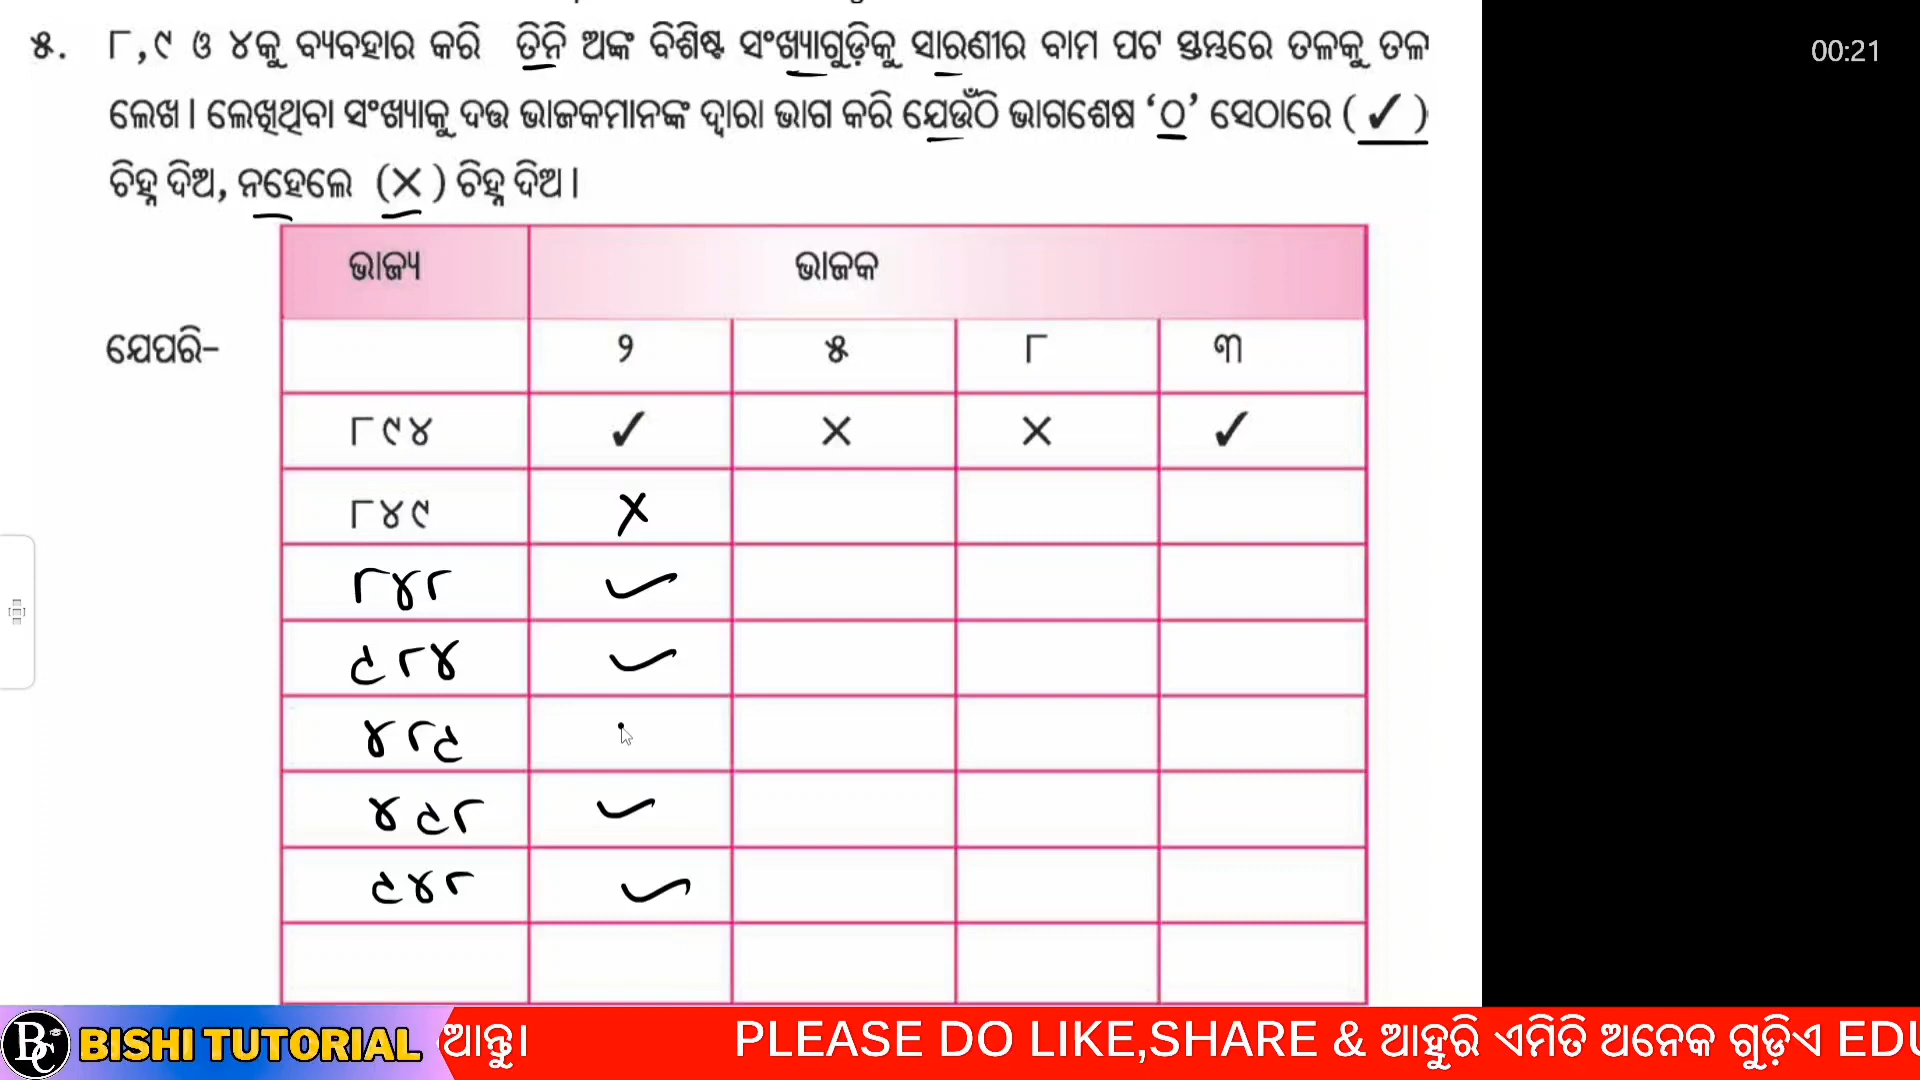 ୫. ୮,୯ ଓ ୪କୁ ବ୍ୟବହାର କରି ତିନି ଅଙ୍କ ବିଶିଷ୍ଟ ସଂଖ୍ୟାଗୁଡ଼ିକୁ ସାରଣୀର ବାମ ପଟ ସ୍ତମ୍ଭରେ ତଳକୁ ତଳ
00:21
ଲେଖ। ଲେଖିଥିବା ସଂଖ୍ୟାକୁ ଦତ୍ତ ଭାଜକମାନଙ୍କ ଦ୍ୱାରା ଭାଗ କରି ଯେଉଁଠି ଭାଗଶେଷ ‘୦’ ସେଠାରେ (✓)
ଚିହ୍ନ ଦିଅ, ନହେଲେ (×) ଚିହ୍ନ ଦିଅ।
ଭାଜ୍ୟ ଭାଜକ
ଯେପରି– ୨ ୫ ୮ ୩
୮୯୪ ✓ × × ✓
୮୪୯ ×
୮୪୮ ✓
୯୮୪ ✓
୪୮୯
୪୯୮ ✓
୯୪୮ ✓
BISHI TUTORIAL ଆନ୍ତୁ। PLEASE DO LIKE,SHARE & ଆହୁରି ଏମିତି ଅନେକ ଗୁଡ଼ିଏ EDU